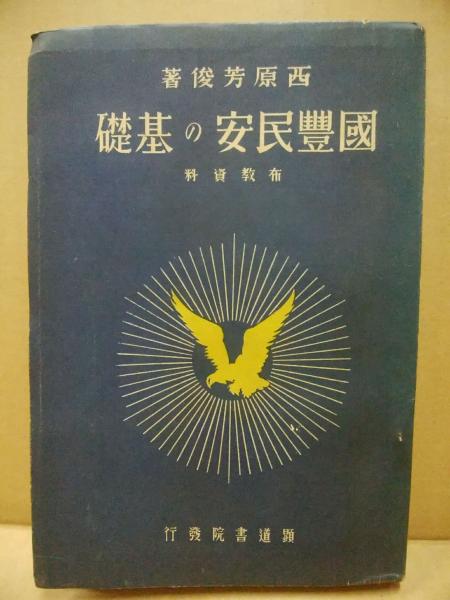 西原芳俊著
國豐民安の基礎
布教資料
顕道書院發行